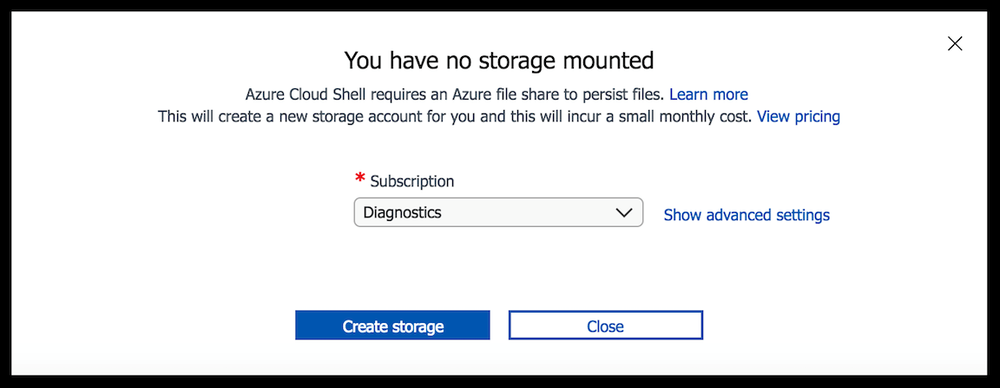 You have no storage mounted
Azure Cloud Shell requires an Azure file share to persist files. Learn more
This will create a new storage account for you and this will incur a small monthly cost. View pricing
* Subscription
Diagnostics
Show advanced settings
Create storage
Close